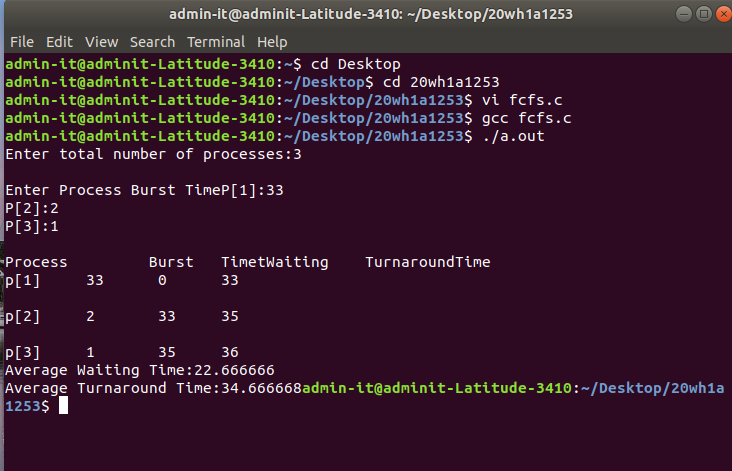 admin-it@adminit-Latitude-3410: ~/Desktop/20wh1a1253
File Edit View Search Terminal Help
admin-it@adminit-Latitude-3410:~$ cd Desktop
admin-it@adminit-Latitude-3410:~/Desktop$ cd 20wh1a1253
admin-it@adminit-Latitude-3410:~/Desktop/20wh1a1253$ vi fcfs.c
admin-it@adminit-Latitude-3410:~/Desktop/20wh1a1253$ gcc fcfs.c
admin-it@adminit-Latitude-3410:~/Desktop/20wh1a1253$ ./a.out
Enter total number of processes:3
Enter Process Burst TimeP[1]:33
P[2]:2
P[3]:1
Process Burst TimetWaiting TurnaroundTime
p[1] 33 0 33
p[2] 2 33 35
p[3] 1 35 36
Average Waiting Time:22.666666
Average Turnaround Time:34.666668admin-it@adminit-Latitude-3410:~/Desktop/20wh1a
1253$